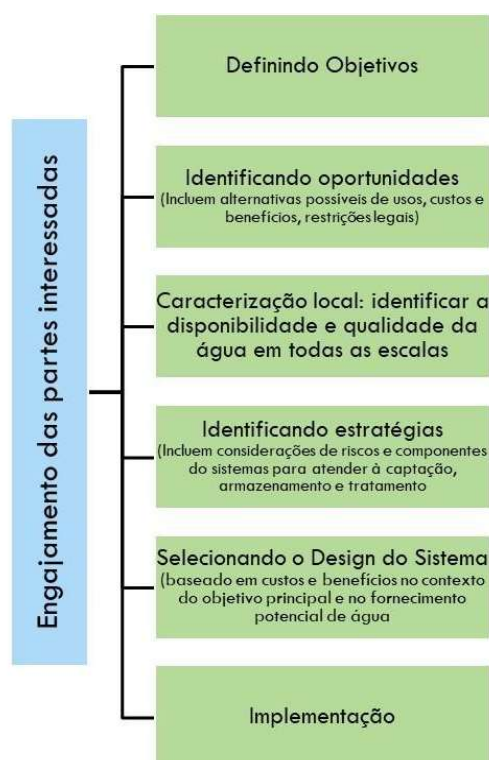 Engajamento das partes interessadas
Definindo Objetivos
Identificando oportunidades
(Incluem alternativas possíveis de usos, custos e
benefícios, restrições legais)
Caracterização local: identificar a
disponibilidade e qualidade da
água em todas as escalas
Identificando estratégias
(Incluem considerações de riscos e componentes
do sistemas para atender à captação,
armazenamento e tratamento
Selecionando o Design do Sistema
(baseado em custos e benefícios no contexto
do objetivo principal e no fornecimento
potencial de água
Implementação